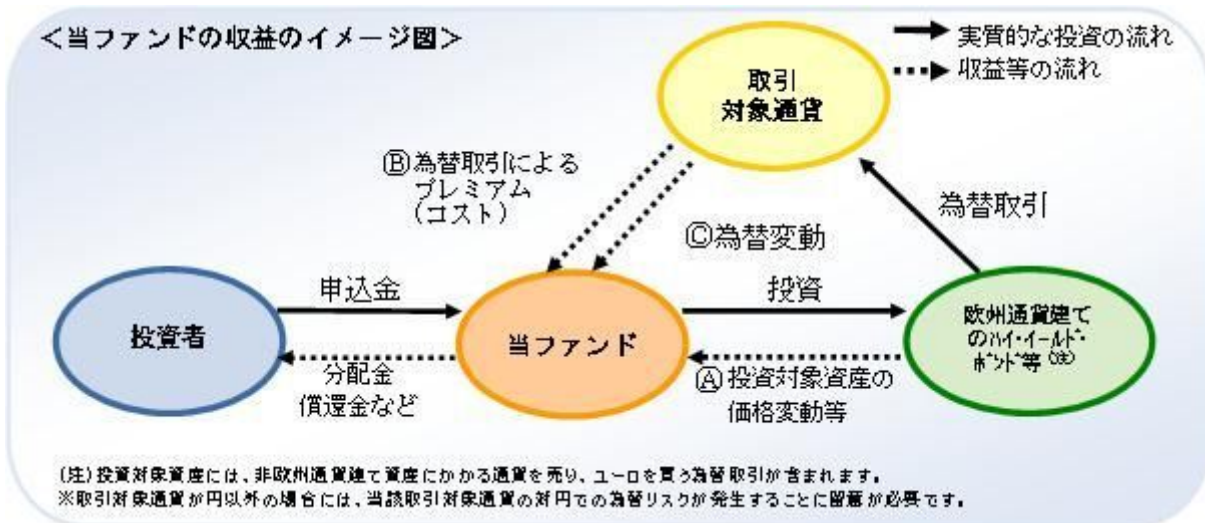 ＜当ファンドの収益のイメージ図＞
実質的な投資の流れ
収益等の流れ
取引
対象通貨
Ⓑ為替取引による
プレミアム
（コスト）
為替取引
Ⓒ為替変動
申込金
投資
投資者
当ファンド
欧州通貨建て
のﾊｲ･ｲｰﾙﾄﾞ･
ﾎﾞﾝﾄﾞ等（注）
分配金
償還金など
Ⓐ投資対象資産の
価格変動等
（注）投資対象資産には、非欧州通貨建て資産にかかる通貨を売り、ユーロを買う為替取引が含まれます。
※取引対象通貨が円以外の場合には、当該取引対象通貨の対円での為替リスクが発生することに留意が必要です。